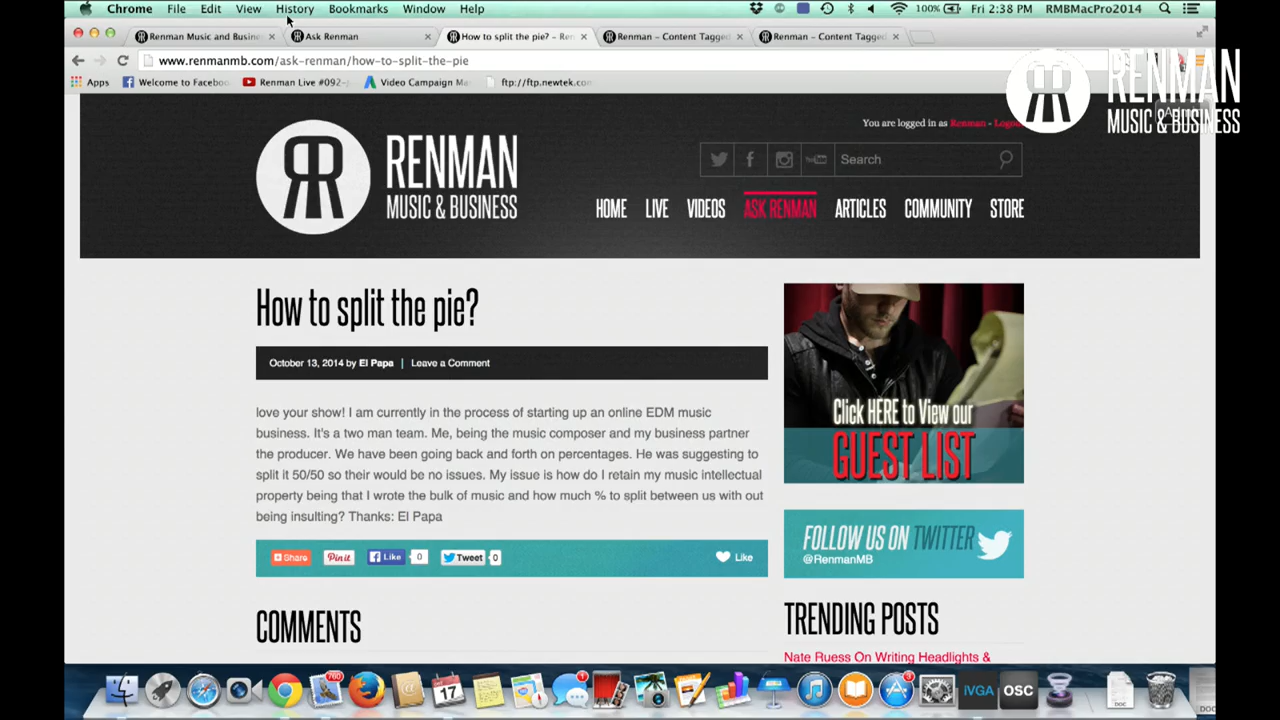 Chrome File Edit View History Bookmarks Window Help 100% Fri 2:38 PM RMBMacPro2014
Renman Music and Busin Ask Renman How to split the pie? – Ren Renman – Content Tagged Renman – Content Tagged
www.renmanmb.com/ask-renman/how-to-split-the-pie
Apps Welcome to Faceboo Renman Live #092- Video Campaign Ma ftp://ftp.newtek.com
RENMAN
MUSIC & BUSINESS
You are logged in as Renman - Logout
RENMAN
MUSIC & BUSINESS
Search
HOME LIVE VIDEOS ASK RENMAN ARTICLES COMMUNITY STORE
How to split the pie?
October 13, 2014 by El Papa | Leave a Comment
love your show! I am currently in the process of starting up an online EDM music
business. It's a two man team. Me, being the music composer and my business partner
the producer. We have been going back and forth on percentages. He was suggesting to
split it 50/50 so their would be no issues. My issue is how do I retain my music intellectual
property being that I wrote the bulk of music and how much % to split between us with out
being insulting? Thanks: El Papa
Share Pin it Like 0 Tweet 0 Like
COMMENTS
Click HERE to View our
GUEST LIST
FOLLOW US ON TWITTER
@RenmanMB
TRENDING POSTS
Nate Ruess On Writing Headlights &
760 17 1 iVGA OSC DOC